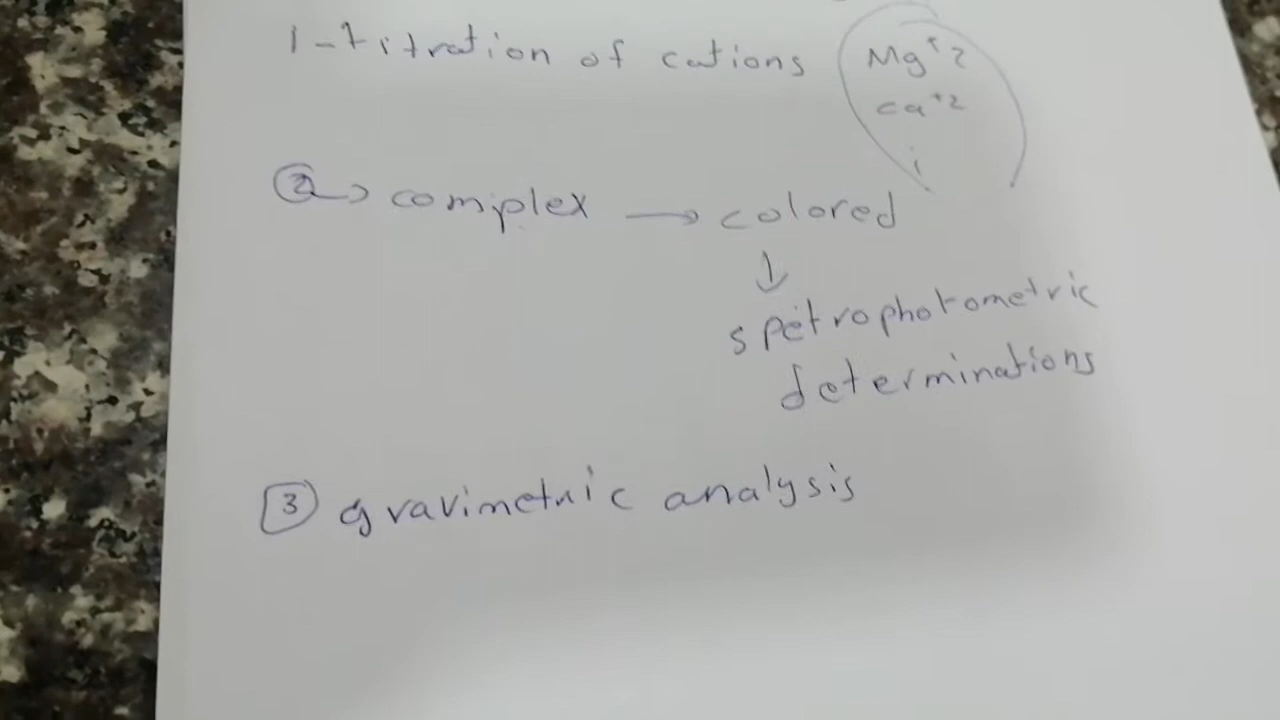 1-titration of cations
Mg+2
ca+2
2 complex → colored
↓
spetrophotometric
determinations
3 gravimetric analysis